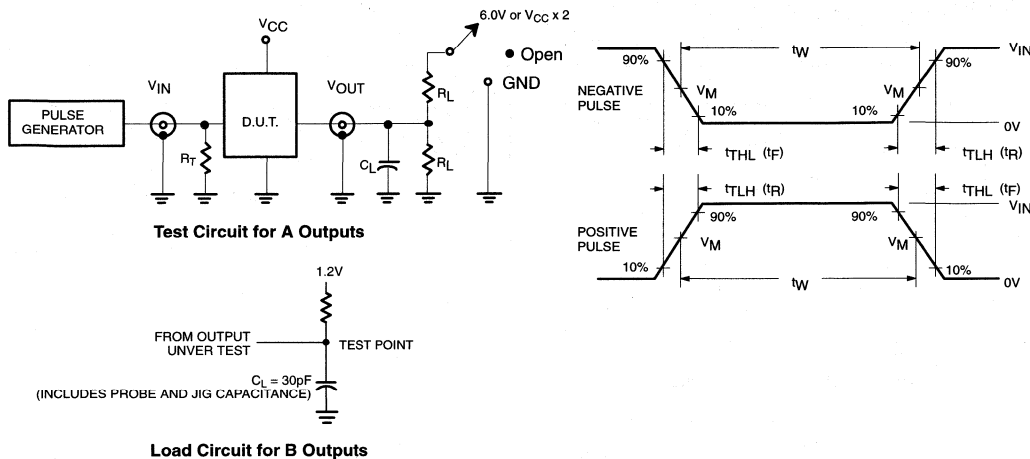 6.0V or VCC x 2
VCC
Open
GND
VIN
VOUT
RL
PULSE
GENERATOR
D.U.T.
RT
CL
RL
Test Circuit for A Outputs
1.2V
FROM OUTPUT
UNVER TEST
TEST POINT
CL = 30pF
(INCLUDES PROBE AND JIG CAPACITANCE)
Load Circuit for B Outputs
tW
VIN
90%
90%
NEGATIVE
PULSE
VM
VM
10%
10%
0V
tTHL (tF)
tTLH (tR)
tTLH (tR)
tTHL (tF)
VIN
90%
90%
POSITIVE
PULSE
VM
VM
10%
10%
tW
0V